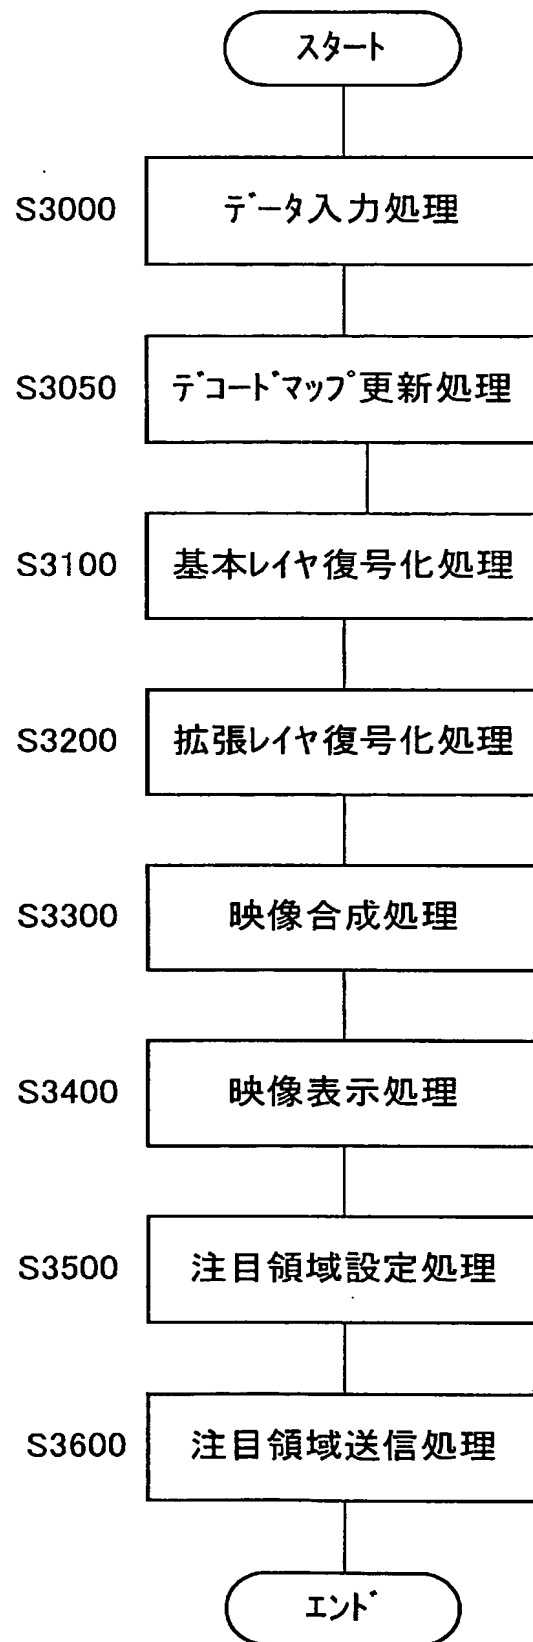 スタート
S3000 データ入力処理
S3050 デコードマップ更新処理
S3100 基本レイヤ復号化処理
S3200 拡張レイヤ復号化処理
S3300 映像合成処理
S3400 映像表示処理
S3500 注目領域設定処理
S3600 注目領域送信処理
エンド